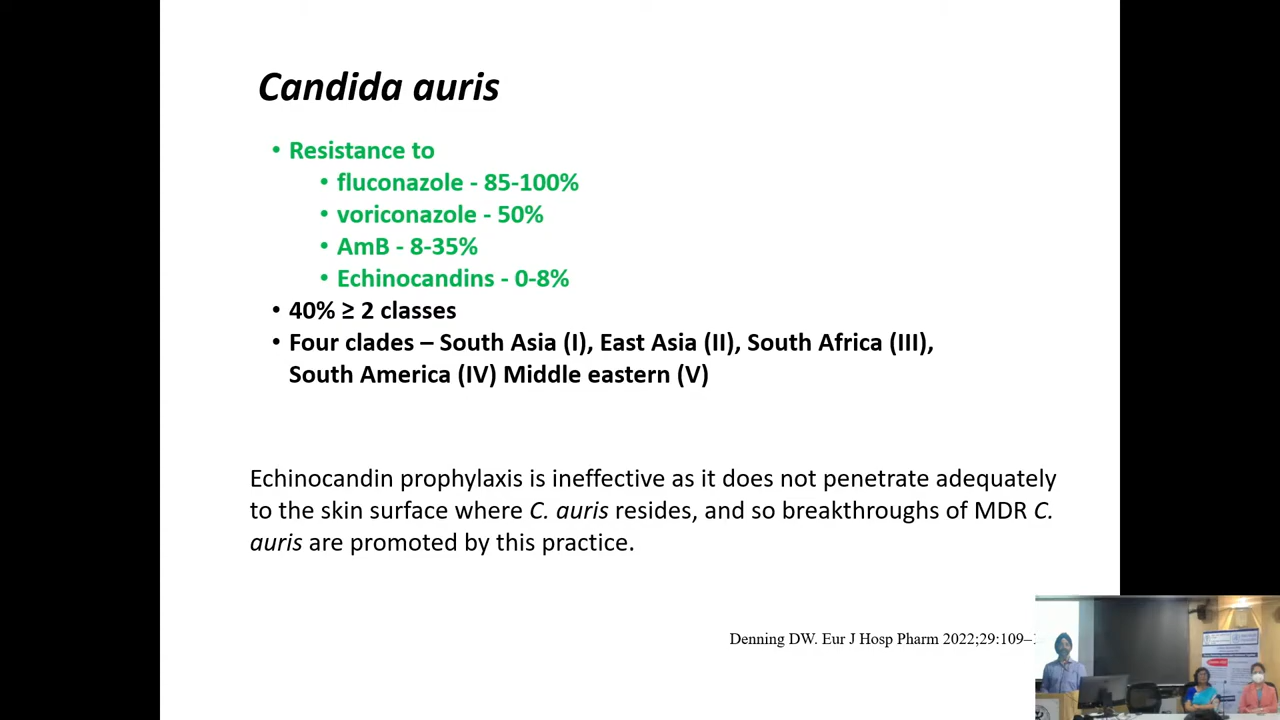 Candida auris
• Resistance to
• fluconazole - 85-100%
• voriconazole - 50%
• AmB - 8-35%
• Echinocandins - 0-8%
• 40% ≥ 2 classes
• Four clades – South Asia (I), East Asia (II), South Africa (III),
South America (IV) Middle eastern (V)
Echinocandin prophylaxis is ineffective as it does not penetrate adequately
to the skin surface where C. auris resides, and so breakthroughs of MDR C.
auris are promoted by this practice.
Denning DW. Eur J Hosp Pharm 2022;29:109–